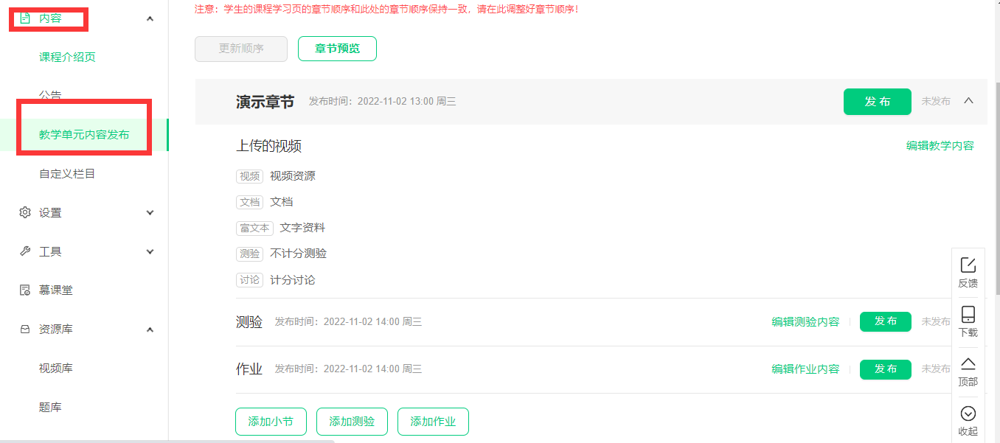 内容
课程介绍页
公告
教学单元内容发布
自定义栏目
设置
工具
慕课堂
资源库
视频库
题库
注意：学生的课程学习页的章节顺序和此处的章节顺序保持一致，请在此调整好章节顺序！
更新顺序 章节预览
演示章节 发布时间：2022-11-02 13:00 周三 发布 未发布
上传的视频 编辑教学内容
视频 视频资源
文档 文档
富文本 文字资料
测验 不计分测验
讨论 计分讨论
测验 发布时间：2022-11-02 14:00 周三 编辑测验内容 发布 未发布
作业 发布时间：2022-11-02 14:00 周三 编辑作业内容 发布 未发布
添加小节 添加测验 添加作业
反馈
下载
顶部
收起